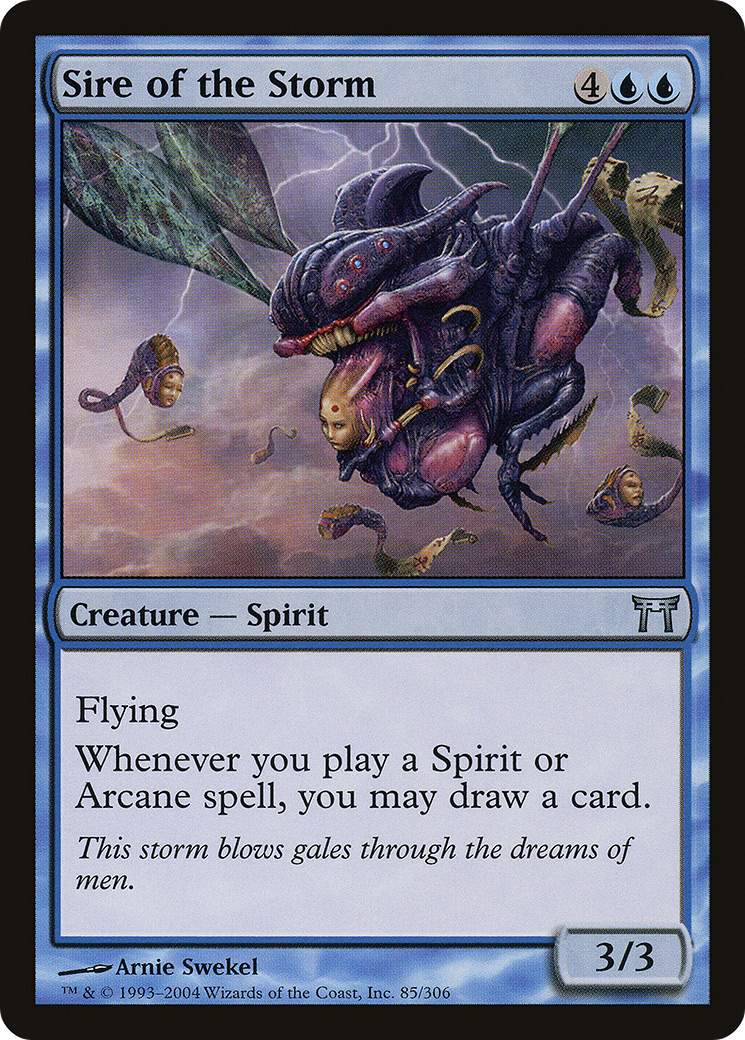 Sire of the Storm 4
Creature — Spirit
Flying
Whenever you play a Spirit or
Arcane spell, you may draw a card.
This storm blows gales through the dreams of
men.
3/3
Arnie Swekel
™ & © 1993–2004 Wizards of the Coast, Inc. 85/306